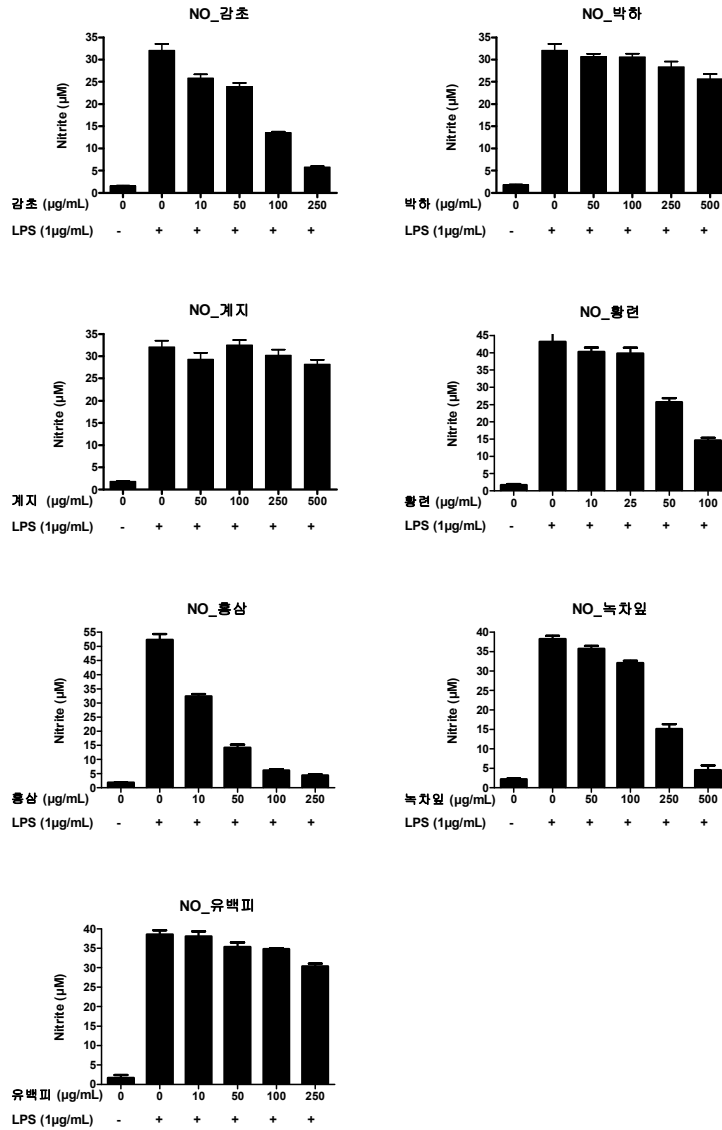 NO_감초
35
30
25
20
15
10
5
0
Nitrite (µM)
감초 (µg/mL) 0 0 10 50 100 250
LPS (1µg/mL) - + + + + +
NO_박하
35
30
25
20
15
10
5
0
Nitrite (µM)
박하 (µg/mL) 0 0 50 100 250 500
LPS (1µg/mL) - + + + + +
NO_계지
35
30
25
20
15
10
5
0
Nitrite (µM)
계지 (µg/mL) 0 0 50 100 250 500
LPS (1µg/mL) - + + + + +
NO_황련
45
40
35
30
25
20
15
10
5
0
Nitrite (µM)
황련 (µg/mL) 0 0 10 25 50 100
LPS (1µg/mL) - + + + + +
NO_홍삼
55
50
45
40
35
30
25
20
15
10
5
0
Nitrite (µM)
홍삼 (µg/mL) 0 0 10 50 100 250
LPS (1µg/mL) - + + + + +
NO_녹차잎
40
35
30
25
20
15
10
5
0
Nitrite (µM)
녹차잎 (µg/mL) 0 0 50 100 250 500
LPS (1µg/mL) - + + + + +
NO_유백피
40
35
30
25
20
15
10
5
0
Nitrite (µM)
유백피 (µg/mL) 0 0 10 50 100 250
LPS (1µg/mL) - + + + + +